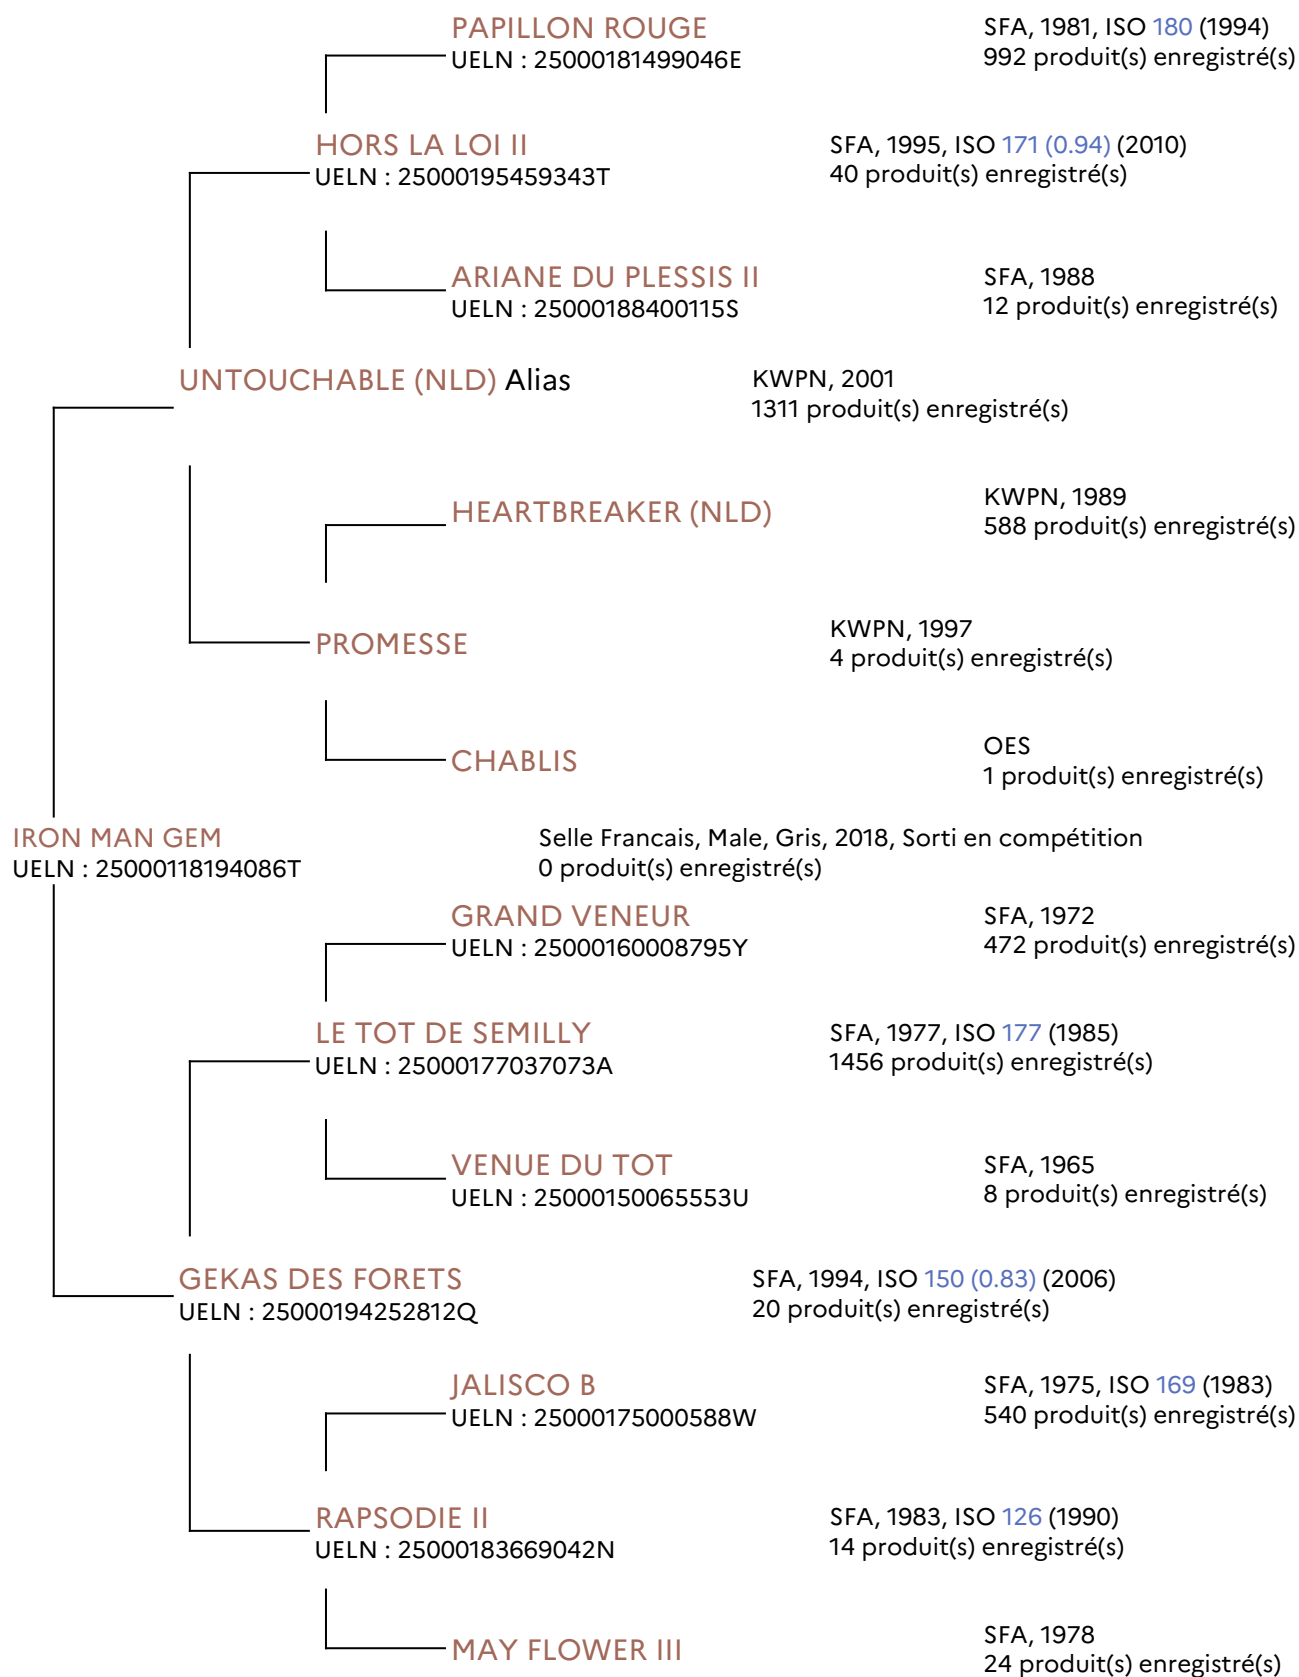 PAPILLON ROUGE
SFA, 1981, ISO 180 (1994)
UELN : 25000181499046E
992 produit(s) enregistré(s)
HORS LA LOI II
SFA, 1995, ISO 171 (0.94) (2010)
UELN : 25000195459343T
40 produit(s) enregistré(s)
ARIANE DU PLESSIS II
SFA, 1988
UELN : 25000188400115S
12 produit(s) enregistré(s)
UNTOUCHABLE (NLD) Alias
KWPN, 2001
1311 produit(s) enregistré(s)
HEARTBREAKER (NLD)
KWPN, 1989
588 produit(s) enregistré(s)
PROMESSE
KWPN, 1997
4 produit(s) enregistré(s)
CHABLIS
OES
1 produit(s) enregistré(s)
IRON MAN GEM
Selle Francais, Male, Gris, 2018, Sorti en compétition
UELN : 25000118194086T
0 produit(s) enregistré(s)
GRAND VENEUR
SFA, 1972
UELN : 25000160008795Y
472 produit(s) enregistré(s)
LE TOT DE SEMILLY
SFA, 1977, ISO 177 (1985)
UELN : 25000177037073A
1456 produit(s) enregistré(s)
VENUE DU TOT
SFA, 1965
UELN : 25000150065553U
8 produit(s) enregistré(s)
GEKAS DES FORETS
SFA, 1994, ISO 150 (0.83) (2006)
UELN : 25000194252812Q
20 produit(s) enregistré(s)
JALISCO B
SFA, 1975, ISO 169 (1983)
UELN : 25000175000588W
540 produit(s) enregistré(s)
RAPSODIE II
SFA, 1983, ISO 126 (1990)
UELN : 25000183669042N
14 produit(s) enregistré(s)
MAY FLOWER III
SFA, 1978
24 produit(s) enregistré(s)